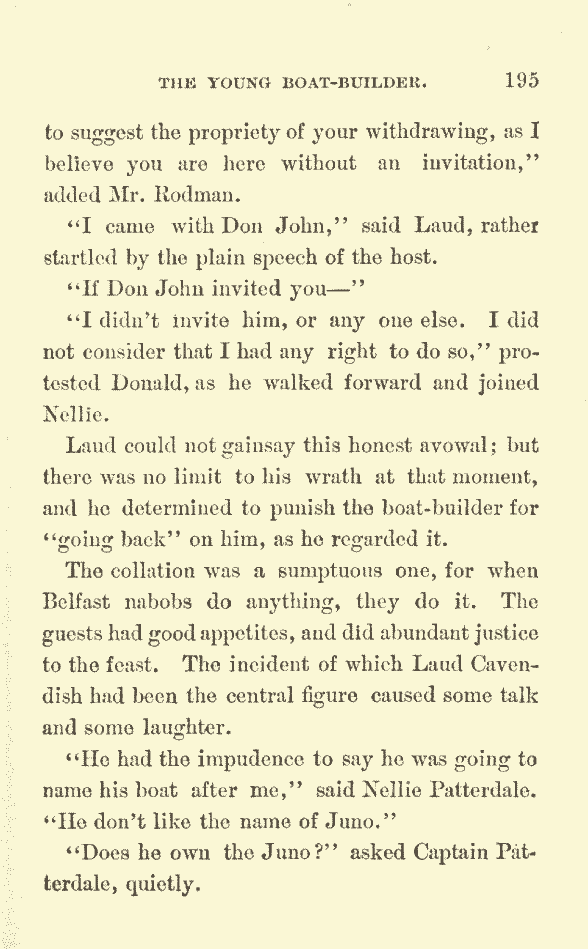 THE YOUNG BOAT-BUILDER. 195
to suggest the propriety of your withdrawing, as I
believe you are here without an invitation,"
added Mr. Rodman.
"I came with Don John," said Laud, rather
startled by the plain speech of the host.
"If Don John invited you—"
"I didn't invite him, or any one else. I did
not consider that I had any right to do so," pro-
tested Donald, as he walked forward and joined
Nellie.
Laud could not gainsay this honest avowal; but
there was no limit to his wrath at that moment,
and he determined to punish the boat-builder for
"going back" on him, as he regarded it.
The collation was a sumptuous one, for when
Belfast nabobs do anything, they do it. The
guests had good appetites, and did abundant justice
to the feast. The incident of which Laud Caven-
dish had been the central figure caused some talk
and some laughter.
"He had the impudence to say he was going to
name his boat after me," said Nellie Patterdale.
"He don't like the name of Juno."
"Does he own the Juno?" asked Captain Pat-
terdale, quietly.